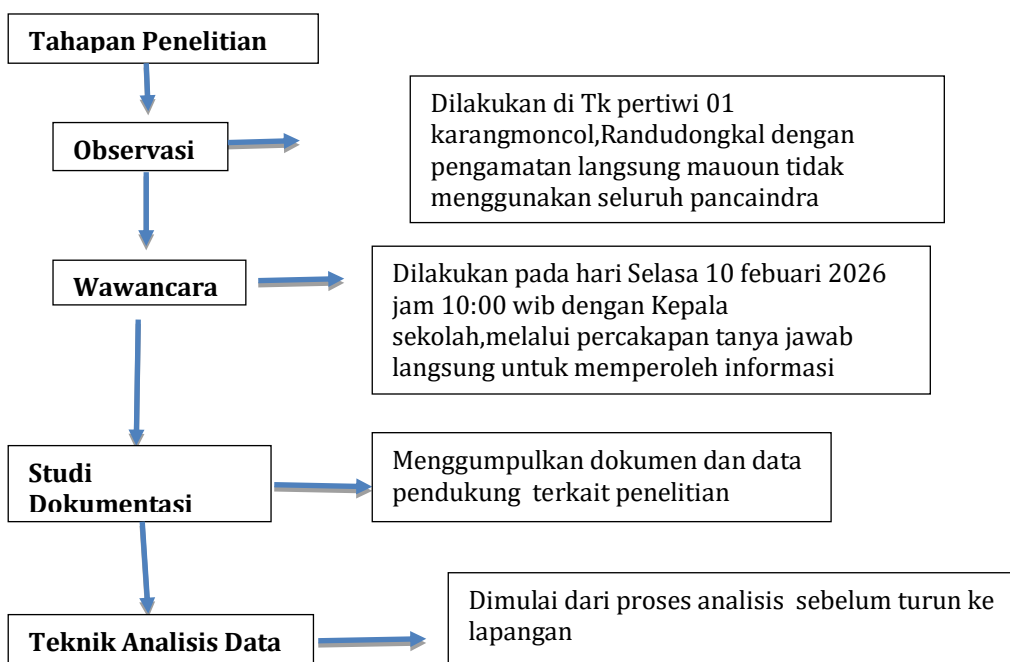 Tahapan Penelitian
Observasi
Dilakukan di Tk pertiwi 01
karangmoncol,Randudongkal dengan
pengamatan langsung mauoun tidak
menggunakan seluruh pancaindra
Wawancara
Dilakukan pada hari Selasa 10 febuari 2026
jam 10:00 wib dengan Kepala
sekolah,melalui percakapan tanya jawab
langsung untuk memperoleh informasi
Studi
Dokumentasi
Menggumpulkan dokumen dan data
pendukung terkait penelitian
Teknik Analisis Data
Dimulai dari proses analisis sebelum turun ke
lapangan